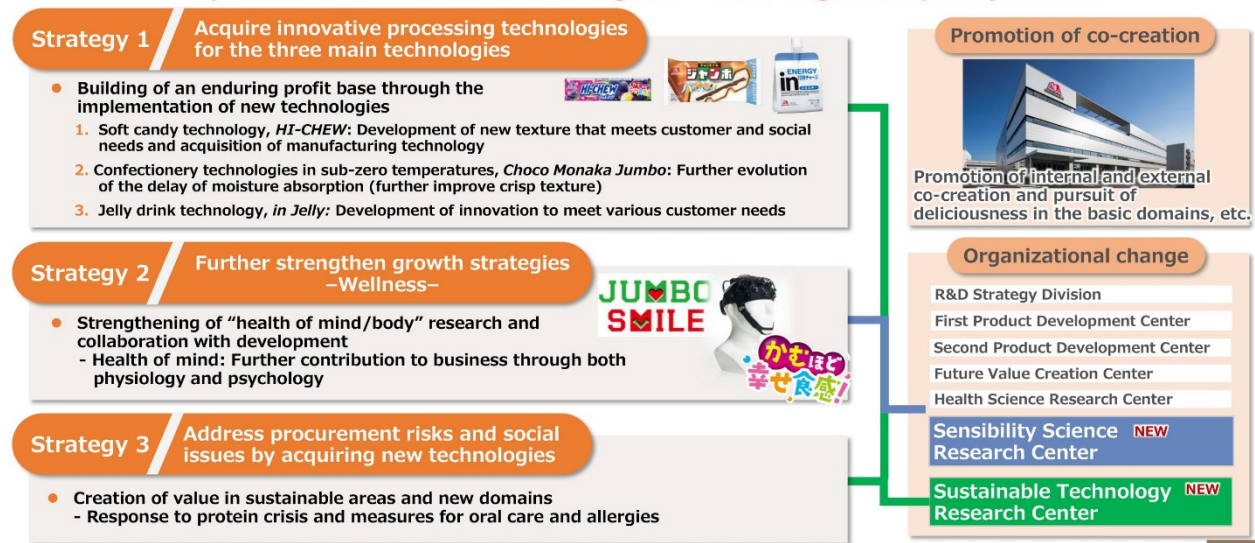 Strategy 1
Acquire innovative processing technologies
for the three main technologies
● Building of an enduring profit base through the
implementation of new technologies
1. Soft candy technology, HI-CHEW: Development of new texture that meets customer and social
needs and acquisition of manufacturing technology
2. Confectionery technologies in sub-zero temperatures, Choco Monaka Jumbo: Further evolution
of the delay of moisture absorption (further improve crisp texture)
3. Jelly drink technology, in Jelly: Development of innovation to meet various customer needs
HI-CHEW
ジャンボ
ENERGY
in
Strategy 2
Further strengthen growth strategies
–Wellness–
● Strengthening of “health of mind/body” research and
collaboration with development
- Health of mind: Further contribution to business through both
physiology and psychology
JUMBO
SMILE
かむほど
幸せ食感!
Strategy 3
Address procurement risks and social
issues by acquiring new technologies
● Creation of value in sustainable areas and new domains
- Response to protein crisis and measures for oral care and allergies
Promotion of co-creation
Promotion of internal and external
co-creation and pursuit of
deliciousness in the basic domains, etc.
Organizational change
R&D Strategy Division
First Product Development Center
Second Product Development Center
Future Value Creation Center
Health Science Research Center
Sensibility Science NEW
Research Center
Sustainable Technology NEW
Research Center